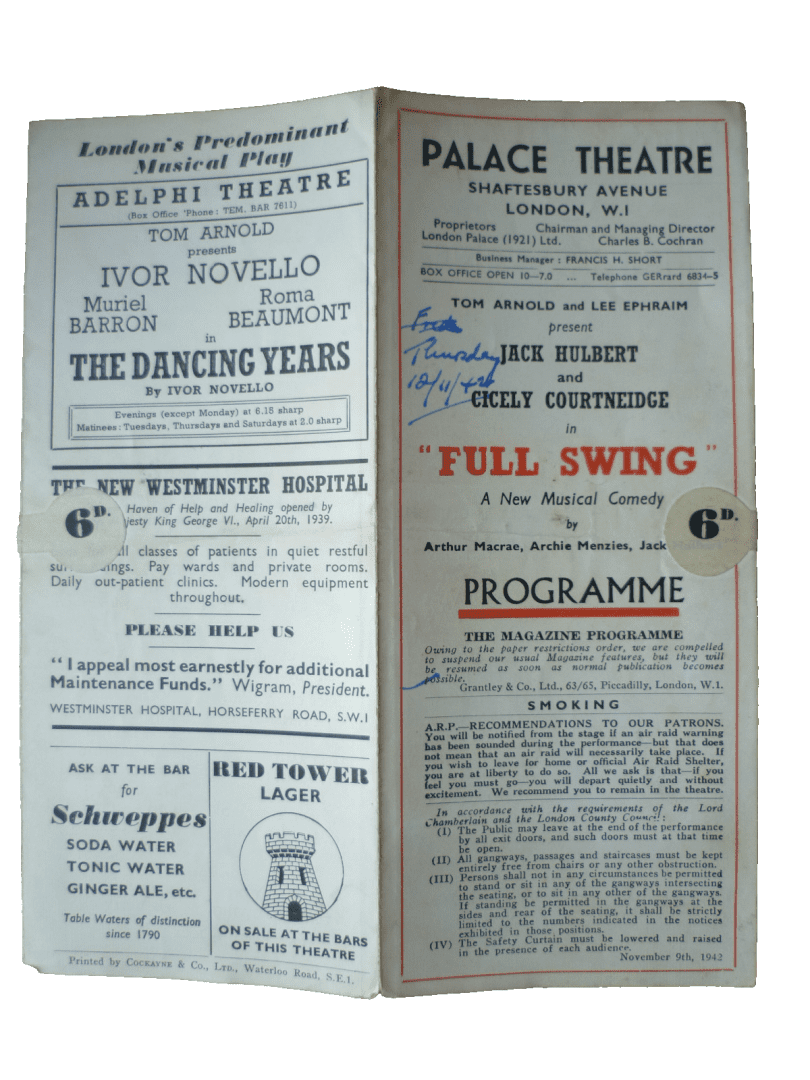 London's Predominant
Musical Play
ADELPHI THEATRE
(Box Office 'Phone: TEM. BAR 7611)
TOM ARNOLD
presents
IVOR NOVELLO
Muriel BARRON
Roma BEAUMONT
in
THE DANCING YEARS
By IVOR NOVELLO
Evenings (except Monday) at 6.15 sharp
Matinees: Tuesdays, Thursdays and Saturdays at 2.0 sharp
THE NEW WESTMINSTER HOSPITAL
6D.
Haven of Help and Healing opened by
jesty King George VI., April 20th, 1939.
all classes of patients in quiet restful
dings. Pay wards and private rooms.
Daily out-patient clinics. Modern equipment
throughout.
PLEASE HELP US
"I appeal most earnestly for additional
Maintenance Funds." Wigram, President.
WESTMINSTER HOSPITAL, HORSEFERRY ROAD, S.W.1
ASK AT THE BAR
for
Schweppes
SODA WATER
TONIC WATER
GINGER ALE, etc.
Table Waters of distinction
since 1790
RED TOWER
LAGER
ON SALE AT THE BARS
OF THIS THEATRE
Printed by COCKAYNE & CO., LTD., Waterloo Road, S.E.1.
PALACE THEATRE
SHAFTESBURY AVENUE
LONDON, W.1
Proprietors
London Palace (1921) Ltd.
Chairman and Managing Director
Charles B. Cochran
Business Manager: FRANCIS H. SHORT
BOX OFFICE OPEN 10—7.0 ... Telephone GERrard 6834-5
TOM ARNOLD and LEE EPHRAIM
present
Thursday
12/11/42
JACK HULBERT
and
CICELY COURTNEIDGE
in
"FULL SWING"
A New Musical Comedy
by
Arthur Macrae, Archie Menzies, Jack
6D.
PROGRAMME
THE MAGAZINE PROGRAMME
Owing to the paper restrictions order, we are compelled
to suspend our usual Magazine features, but they will
be resumed as soon as normal publication becomes
possible.
Grantley & Co., Ltd., 63/65, Piccadilly, London, W.1.
SMOKING
A.R.P.—RECOMMENDATIONS TO OUR PATRONS.
You will be notified from the stage if an air raid warning
has been sounded during the performance—but that does
not mean that an air raid will necessarily take place. If
you wish to leave for home or official Air Raid Shelter,
you are at liberty to do so. All we ask is that—if you
feel you must go—you will depart quietly and without
excitement. We recommend you to remain in the theatre.
In accordance with the requirements of the Lord
Chamberlain and the London County Council:
(I) The Public may leave at the end of the performance
by all exit doors, and such doors must at that time
be open.
(II) All gangways, passages and staircases must be kept
entirely free from chairs or any other obstruction.
(III) Persons shall not in any circumstances be permitted
to stand or sit in any of the gangways intersecting
the seating, or to sit in any other of the gangways.
If standing be permitted in the gangways at the
sides and rear of the seating, it shall be strictly
limited to the numbers indicated in the notices
exhibited in those positions.
(IV) The Safety Curtain must be lowered and raised
in the presence of each audience.
November 9th, 1942